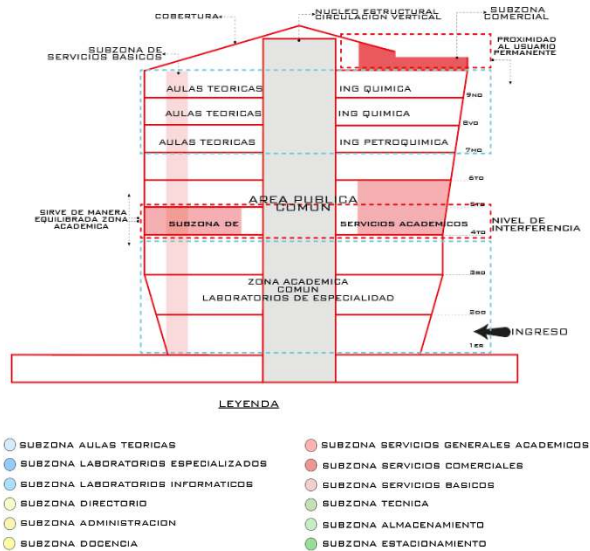 COBERTURA
NUCLEO ESTRUCTURAL
CIRCULACION VERTICAL
SUBZONA
COMERCIAL
SUBZONA DE
SERVICIOS BASICOS
PROXIMIDAD
AL USUARIO
PERMANENTE
AULAS TEORICAS
ING QUIMICA
9NO
AULAS TEORICAS
ING QUIMICA
8VO
AULAS TEORICAS
ING PETROQUIMICA
7MO
6TO
AREA PUBLICA
COMUN
5TO
SIRVE DE MANERA
EQUILIBRADA ZONA
ACADEMICA
SUBZONA DE
SERVICIOS ACADEMICOS
NIVEL DE
INTERFERENCIA
4TO
3RO
ZONA ACADEMICA
COMUN
LABORATORIOS DE ESPECIALIDAD
2DO
INGRESO
1ER
LEYENDA
SUBZONA AULAS TEORICAS
SUBZONA LABORATORIOS ESPECIALIZADOS
SUBZONA LABORATORIOS INFORMATICOS
SUBZONA DIRECTORIO
SUBZONA ADMINISTRACION
SUBZONA DOCENCIA
SUBZONA SERVICIOS GENERALES ACADEMICOS
SUBZONA SERVICIOS COMERCIALES
SUBZONA SERVICIOS BASICOS
SUBZONA TECNICA
SUBZONA ALMACENAMIENTO
SUBZONA ESTACIONAMIENTO